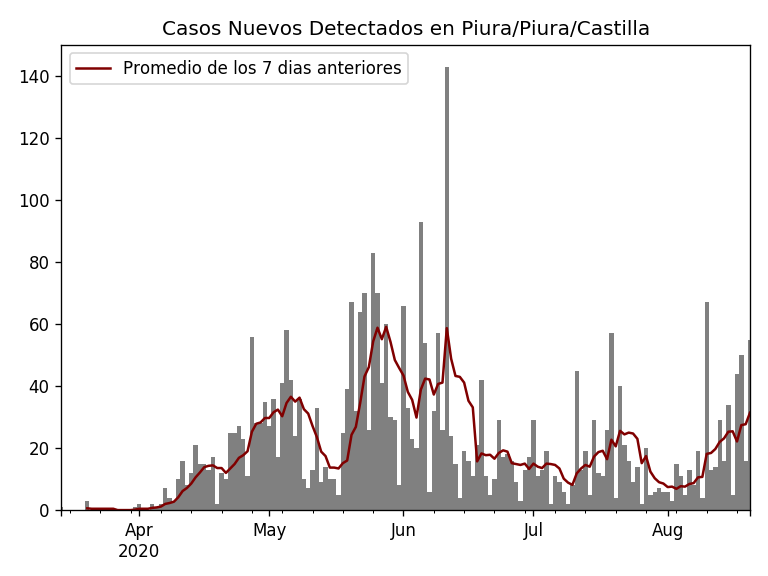 Casos Nuevos Detectados en Piura/Piura/Castilla
Promedio de los 7 dias anteriores
140
120
100
80
60
40
20
0
Apr
2020
May
Jun
Jul
Aug